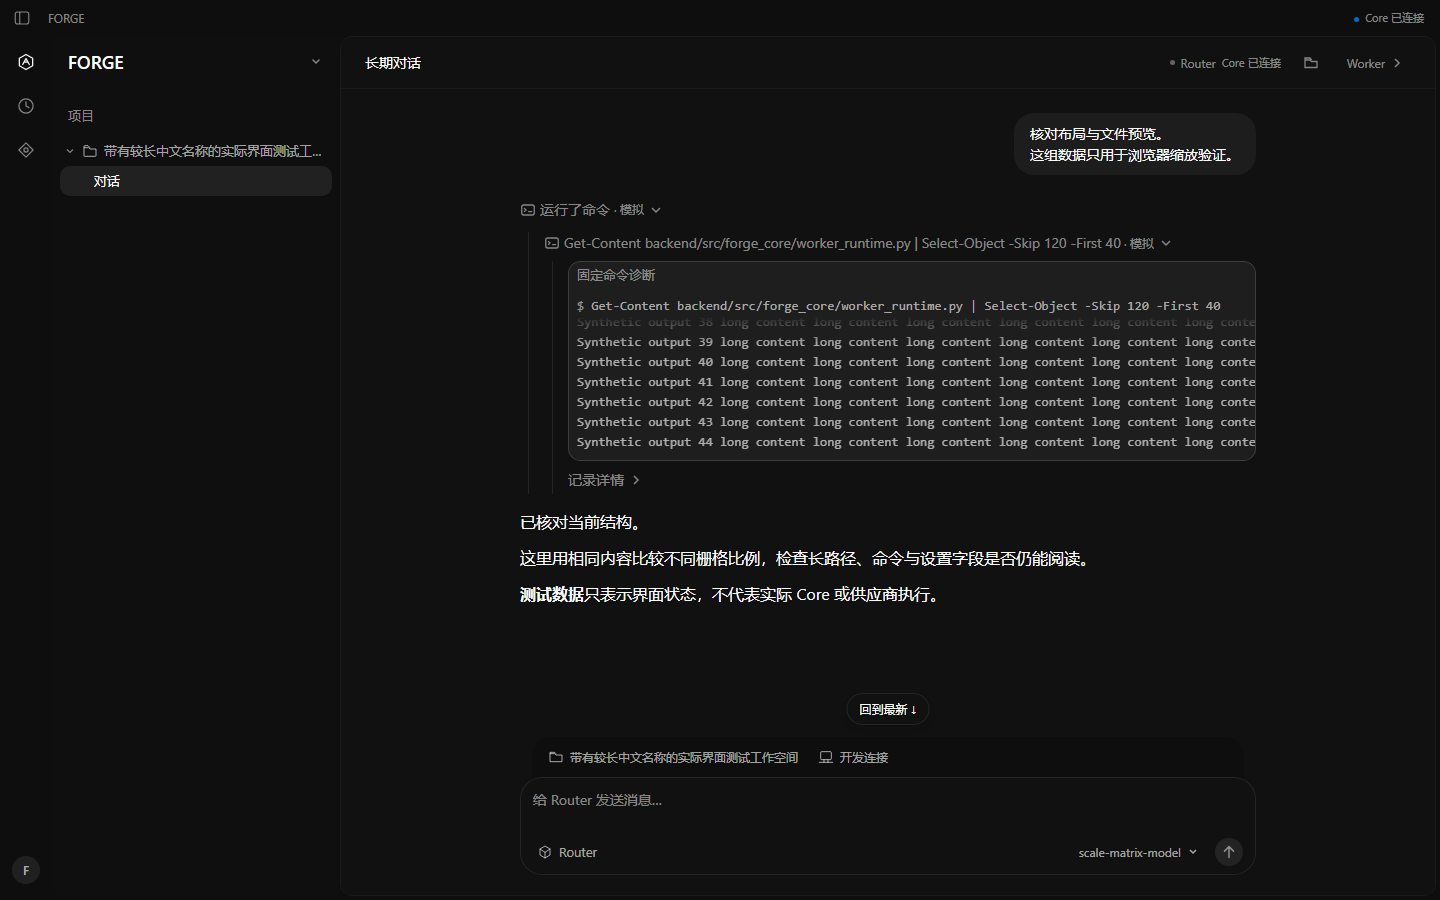 FORGE
Core 已连接
FORGE
项目
带有较长中文名称的实际界面测试工...
对话
长期对话
Router Core 已连接
Worker
核对布局与文件预览。
这组数据只用于浏览器缩放验证。
运行了命令 · 模拟
Get-Content backend/src/forge_core/worker_runtime.py | Select-Object -Skip 120 -First 40 · 模拟
固定命令诊断
$ Get-Content backend/src/forge_core/worker_runtime.py | Select-Object -Skip 120 -First 40
Synthetic output 38 long content long content long content long content long content long conte
Synthetic output 39 long content long content long content long content long content long conte
Synthetic output 40 long content long content long content long content long content long conte
Synthetic output 41 long content long content long content long content long content long conte
Synthetic output 42 long content long content long content long content long content long conte
Synthetic output 43 long content long content long content long content long content long conte
Synthetic output 44 long content long content long content long content long content long conte
记录详情
已核对当前结构。
这里用相同内容比较不同栅格比例，检查长路径、命令与设置字段是否仍能阅读。
测试数据只表示界面状态，不代表实际 Core 或供应商执行。
回到最新 ↓
带有较长中文名称的实际界面测试工作空间
开发连接
给 Router 发送消息...
Router
scale-matrix-model
F